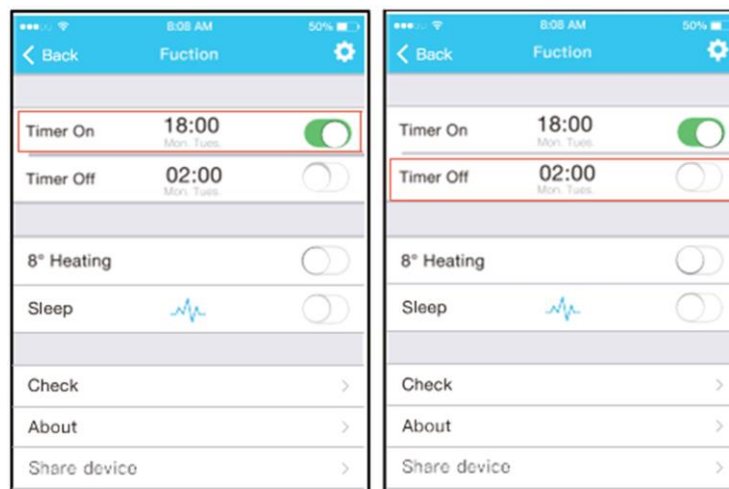 8:08 AM 50%
Back Fuction
Timer On 18:00
Mon. Tues.
Timer Off 02:00
Mon. Tues.
8° Heating
Sleep
Check
About
Share device
8:08 AM 50%
Back Fuction
Timer On 18:00
Mon. Tues.
Timer Off 02:00
Mon. Tues.
8° Heating
Sleep
Check
About
Share device